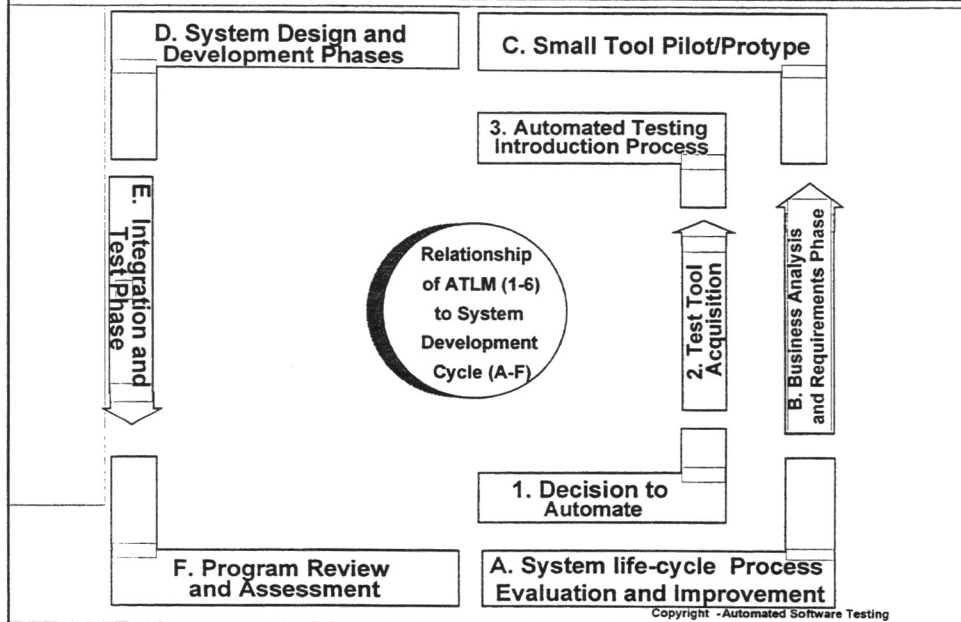 D. System Design and
Development Phases
C. Small Tool Pilot/Protype
3. Automated Testing
Introduction Process
E. Integration and
Test Phase
Relationship
of ATLM (1-6)
to System
Development
Cycle (A-F)
2. Test Tool
Acquisition
B. Business Analysis
and Requirements Phase
1. Decision to
Automate
F. Program Review
and Assessment
A. System life-cycle Process
Evaluation and Improvement
Copyright -Automated Software Testing